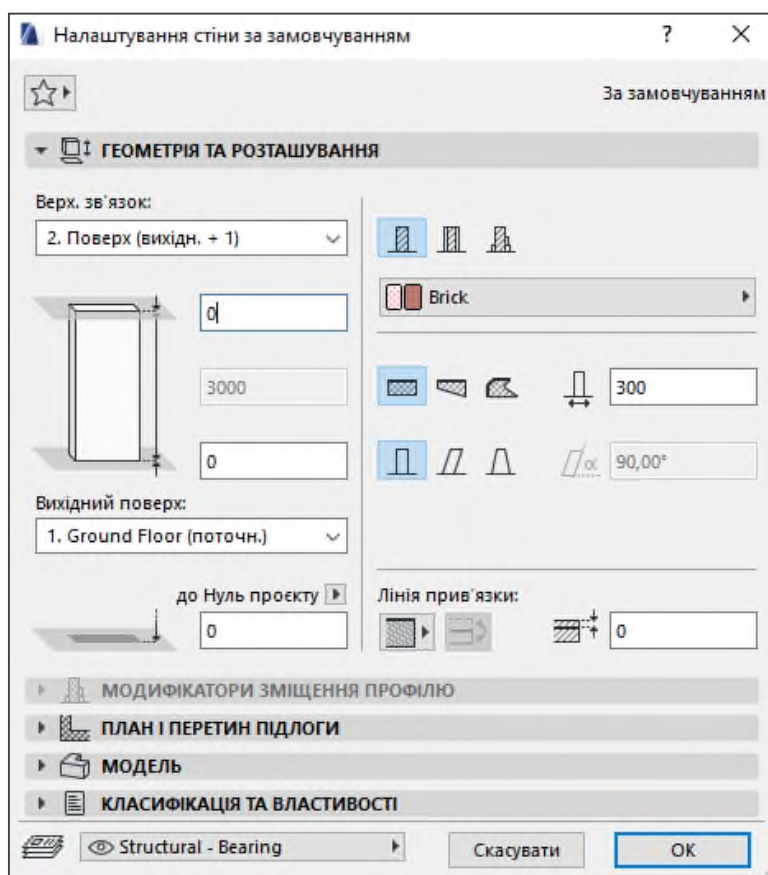 Налаштування стіни за замовчуванням ? ×
За замовчуванням
ГЕОМЕТРІЯ ТА РОЗТАШУВАННЯ
Верх. зв'язок:
2. Поверх (вихідн. + 1)
0
Brick
3000
300
0
α 90,00°
Вихідний поверх:
1. Ground Floor (поточн.)
до Нуль проєкту
Лінія прив'язки:
0
0
МОДИФІКАТОРИ ЗМІЩЕННЯ ПРОФІЛЮ
ПЛАН І ПЕРЕТИН ПІДЛОГИ
МОДЕЛЬ
КЛАСИФІКАЦІЯ ТА ВЛАСТИВОСТІ
Structural - Bearing
Скасувати
OK